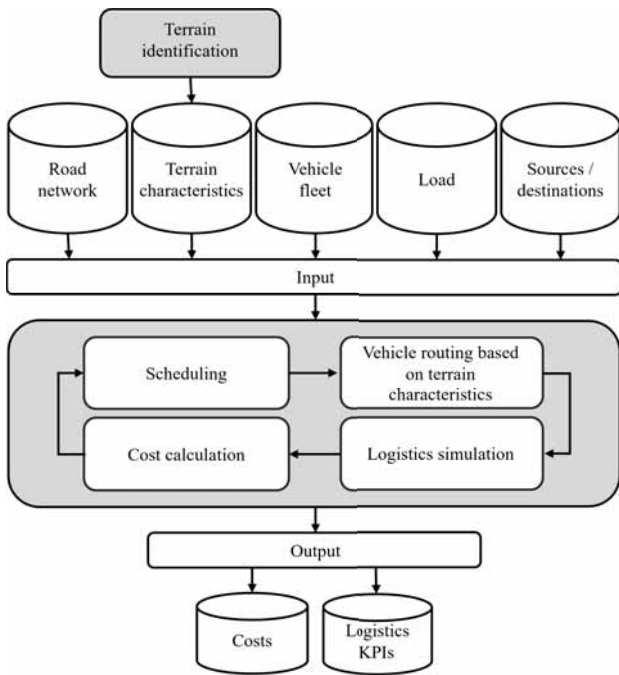 Terrain
identification
Road
network
Terrain
characteristics
Vehicle
fleet
Load
Sources /
destinations
Input
Scheduling
Vehicle routing based
on terrain
characteristics
Cost calculation
Logistics simulation
Output
Costs
Logistics
KPIs